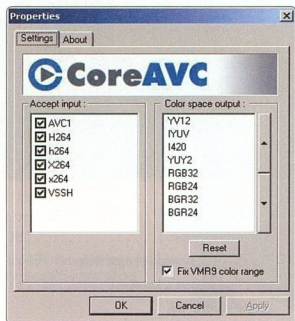 Properties
Settings
About
CoreAVC
Accept input :
AVC1
H264
h264
X264
x264
VSSH
Color space output :
YV12
IYUV
I420
YUY2
RGB32
RGB24
BGR32
BGR24
Reset
Fix VMR9 color range
OK
Cancel
Apply